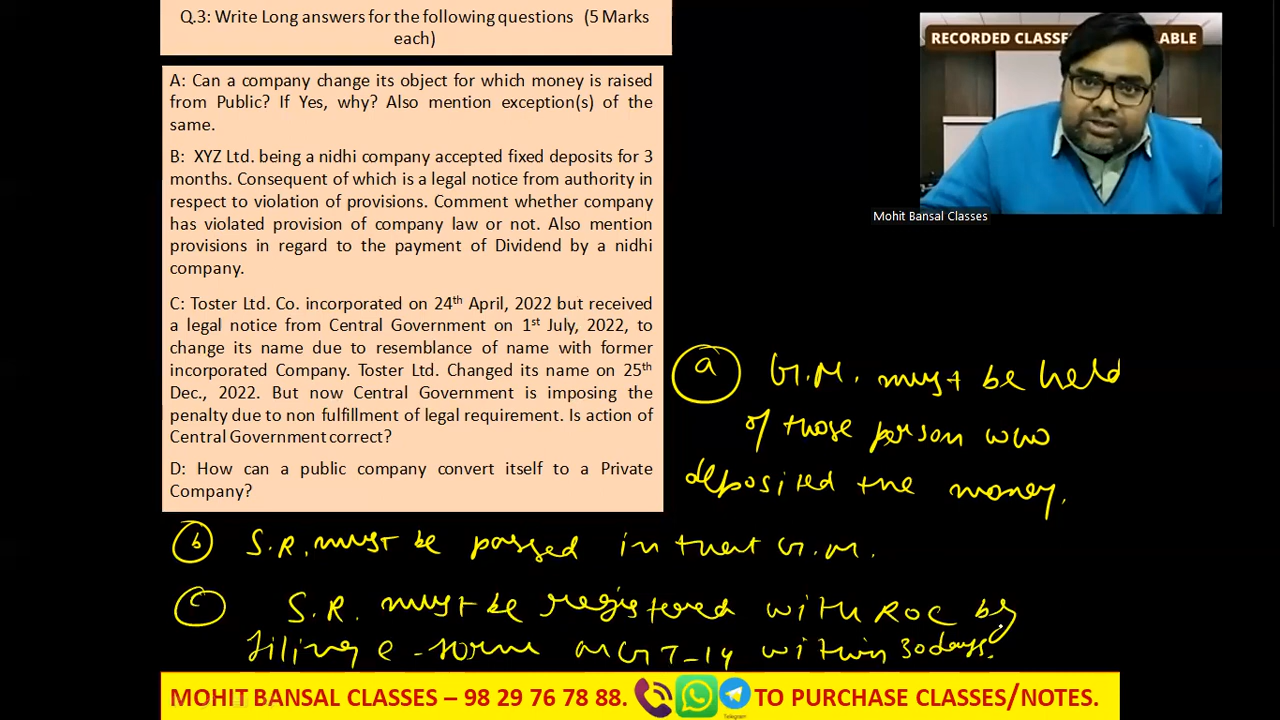 Q.3: Write Long answers for the following questions (5 Marks
each)
RECORDED CLASSE ABLE
A: Can a company change its object for which money is raised
from Public? If Yes, why? Also mention exception(s) of the
same.
B: XYZ Ltd. being a nidhi company accepted fixed deposits for 3
months. Consequent of which is a legal notice from authority in
respect to violation of provisions. Comment whether company
has violated provision of company law or not. Also mention
provisions in regard to the payment of Dividend by a nidhi
company.
Mohit Bansal Classes
C: Toster Ltd. Co. incorporated on 24th April, 2022 but received
a legal notice from Central Government on 1st July, 2022, to
change its name due to resemblance of name with former
incorporated Company. Toster Ltd. Changed its name on 25th
Dec., 2022. But now Central Government is imposing the
penalty due to non fulfillment of legal requirement. Is action of
Central Government correct?
D: How can a public company convert itself to a Private
Company?
a G.M. must be held
of those person who
deposited the money.
b S.R. must be passed in that G.M.
c S.R. must be registered with ROC by
filing e-form MGT-14 within 30 days.
MOHIT BANSAL CLASSES – 98 29 76 78 88. TO PURCHASE CLASSES/NOTES.